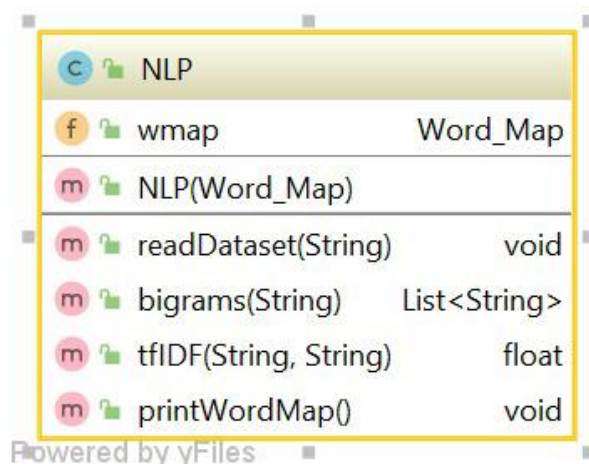 C NLP
f wmap Word_Map
m NLP(Word_Map)
m readDataset(String) void
m bigrams(String) List<String>
m tfIDF(String, String) float
m printWordMap() void
Powered by yFiles